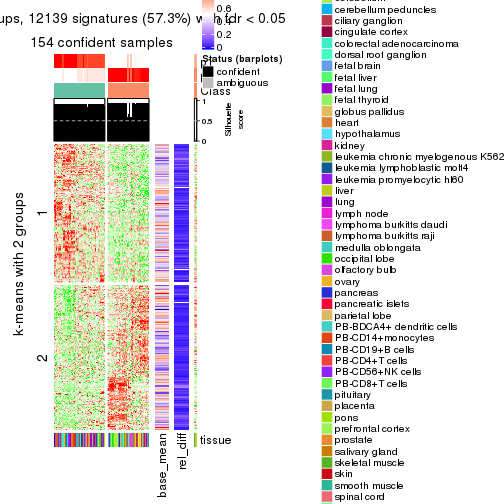 ups, 12139 signatures (57.3%) with fdr < 0.05
154 confident samples
0.6
0
Status (barplots)
confident
ambiguous
Class
1
0.5
0
Silhouette
score
k-means with 2 groups
1
2
base_mean
rel_diff
tissue
cerebellum peduncles
ciliary ganglion
cingulate cortex
colorectal adenocarcinoma
dorsal root ganglion
fetal brain
fetal liver
fetal lung
fetal thyroid
globus pallidus
heart
hypothalamus
kidney
leukemia chronic myelogenous K562
leukemia lymphoblastic molt4
leukemia promyelocytic hl60
liver
lung
lymph node
lymphoma burkitts daudi
lymphoma burkitts raji
medulla oblongata
occipital lobe
olfactory bulb
ovary
pancreas
pancreatic islets
parietal lobe
PB-BDCA4+ dendritic cells
PB-CD14+monocytes
PB-CD19+B cells
PB-CD4+T cells
PB-CD56+NK cells
PB-CD8+T cells
pituitary
placenta
pons
prefrontal cortex
prostate
salivary gland
skeletal muscle
skin
smooth muscle
spinal cord